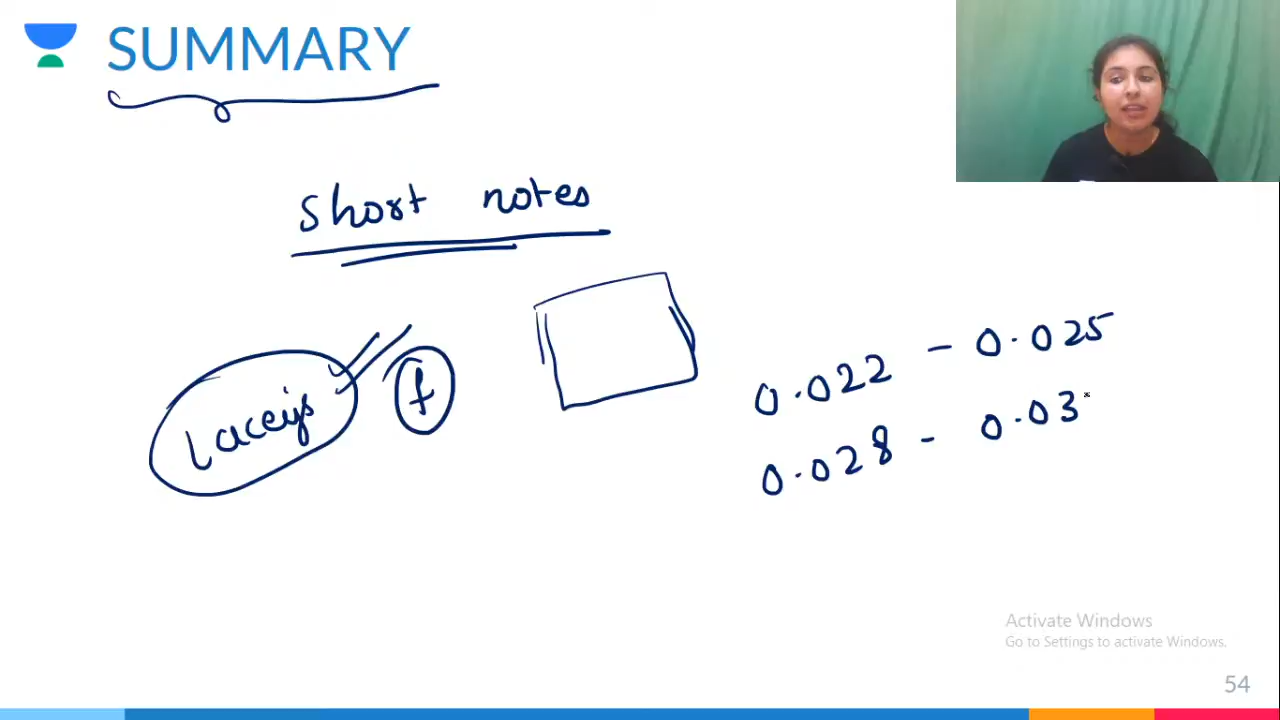 SUMMARY
short notes
Lacey's f
0.022 - 0.025
0.028 - 0.03
Activate Windows
Go to Settings to activate Windows.
54